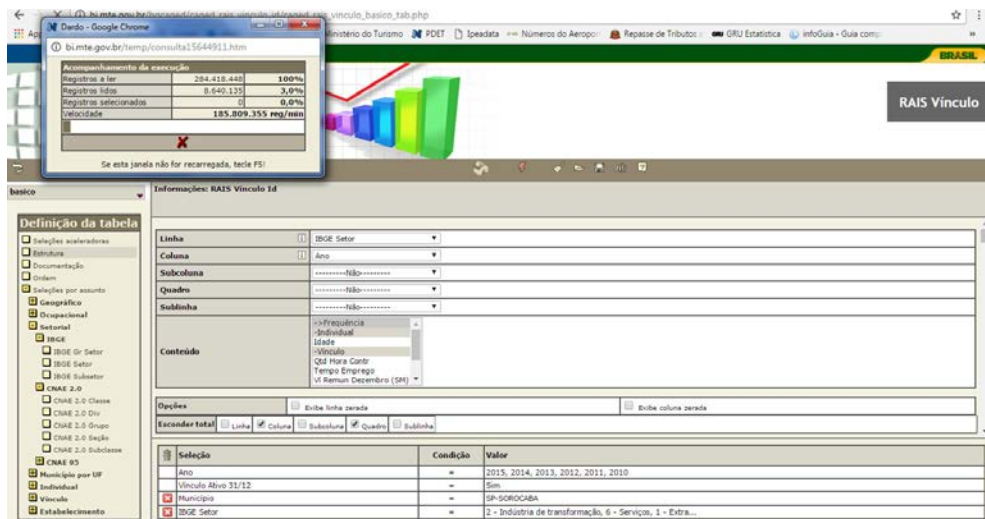 bi.mte.gov.br/bgcaged/caged_rais_vinculo_id/caged_rais_vinculo_basico_tab.php
Dardo - Google Chrome
Ministério do Turismo
PDET
Ipeadata
Números do Aeropor
Repasse de Tributos
GRU Estatística
infoGuia - Guia comp
bi.mte.gov.br/temp/consulta15644911.htm
BRASIL
Acompanhamento da execução
Registros a ler 284.418.448 100%
Registros lidos 8.640.135 3,0%
Registros selecionados 0 0,0%
Velocidade 185.809.355 reg/min
RAIS Vínculo
Se esta janela não for recarregada, tecle F5!
basico
Informações: RAIS Vínculo Id
Definição da tabela
Seleções aceleradoras
Estrutura
Documentação
Ordem
Seleções por assunto
Geográfico
Ocupacional
Setorial
IBGE
IBGE Gr Setor
IBGE Setor
IBGE Subsetor
CNAE 2.0
CNAE 2.0 Classe
CNAE 2.0 Div
CNAE 2.0 Grupo
CNAE 2.0 Seção
CNAE 2.0 Subclasse
CNAE 95
Município por UF
Individual
Vínculo
Estabelecimento
Linha IBGE Setor
Coluna Ano
Subcoluna ---------Não---------
Quadro ---------Não---------
Sublinha ---------Não---------
Conteúdo
->Frequência
-Individual
Idade
-Vínculo
Qtd Hora Contr
Tempo Emprego
Vl Remun Dezembro (SM)
Opções Exibe linha zerada Exibe coluna zerada
Esconder total Linha Coluna Subcoluna Quadro Sublinha
Seleção Condição Valor
Ano = 2015, 2014, 2013, 2012, 2011, 2010
Vínculo Ativo 31/12 = Sim
Município = SP-SOROCABA
IBGE Setor = 2 - Indústria de transformação, 6 - Serviços, 1 - Extra...